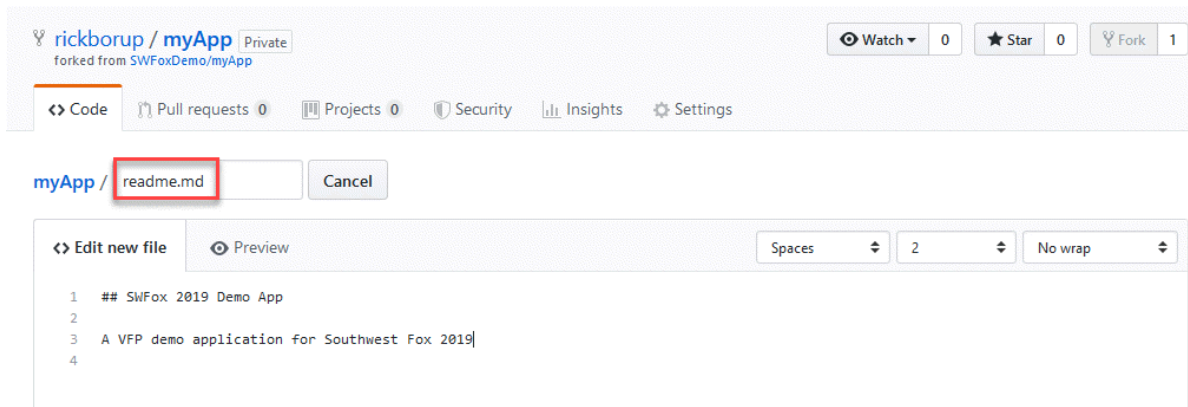 rickborup / myApp Private
forked from SWFoxDemo/myApp
Watch 0 Star 0 Fork 1
Code Pull requests 0 Projects 0 Security Insights Settings
myApp / readme.md Cancel
<> Edit new file Preview Spaces 2 No wrap
1 ## SWFox 2019 Demo App
2
3 A VFP demo application for Southwest Fox 2019
4